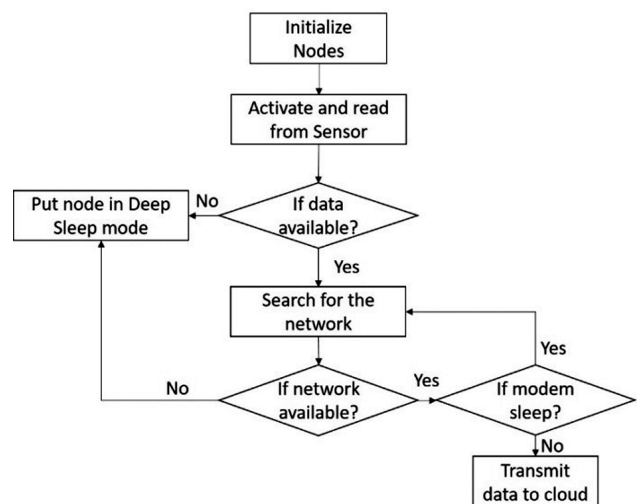 Initialize
Nodes
Activate and read
from Sensor
If data
available?
No
Put node in Deep
Sleep mode
Yes
Search for the
network
If network
available?
No
Yes
If modem
sleep?
Yes
No
Transmit
data to cloud